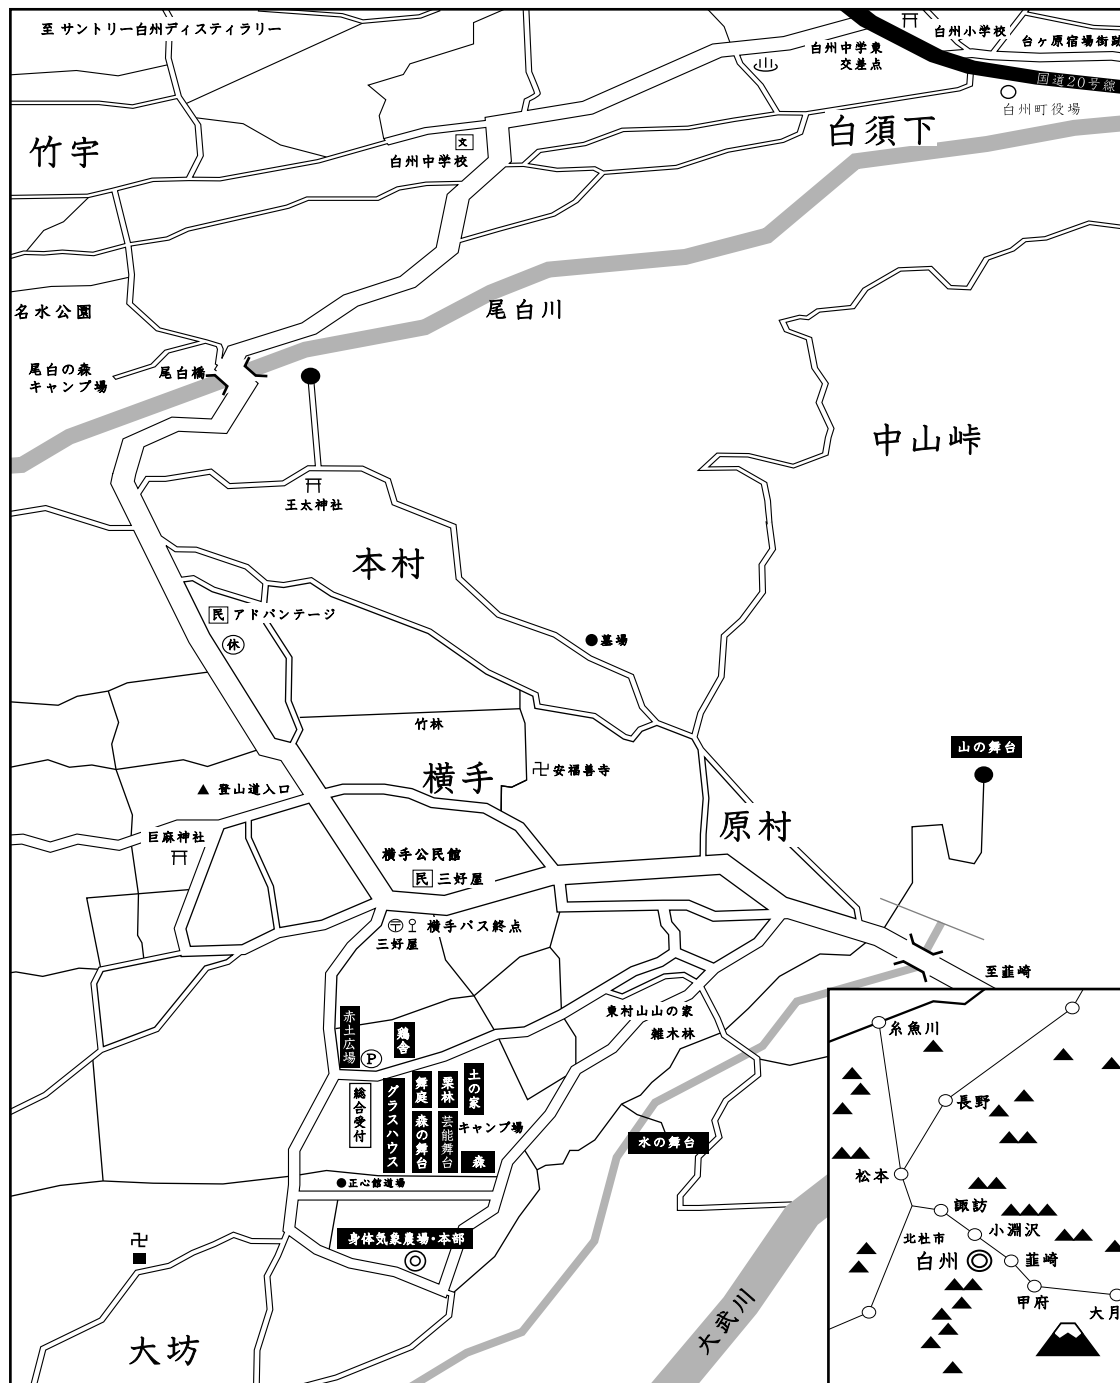 至 サントリー白州ディスティラリー
白州小学校
台ヶ原宿場街跡
白州中学東
交差点
国道20号線
白州町役場
白須下
竹宇
文
白州中学校
尾白川
名水公園
尾白の森
キャンプ場
尾白橋
中山峠
王太神社
本村
民 アドバンテージ
休
●墓場
竹林
山の舞台
横手
卍安福善寺
▲ 登山道入口
原村
巨麻神社
横手公民館
民 三好屋
〒 横手バス終点
三好屋
至韮崎
東村山山の家
雑木林
赤土広場
P
鶏舎
総合受付
グラスハウス
舞庭
栗林
土の家
森の舞台
芸能舞台
キャンプ場
森
水の舞台
●正心館道場
身体気象農場・本部
卍
大坊
大武川
糸魚川
長野
松本
諏訪
小淵沢
北杜市
白州
韮崎
甲府
大月